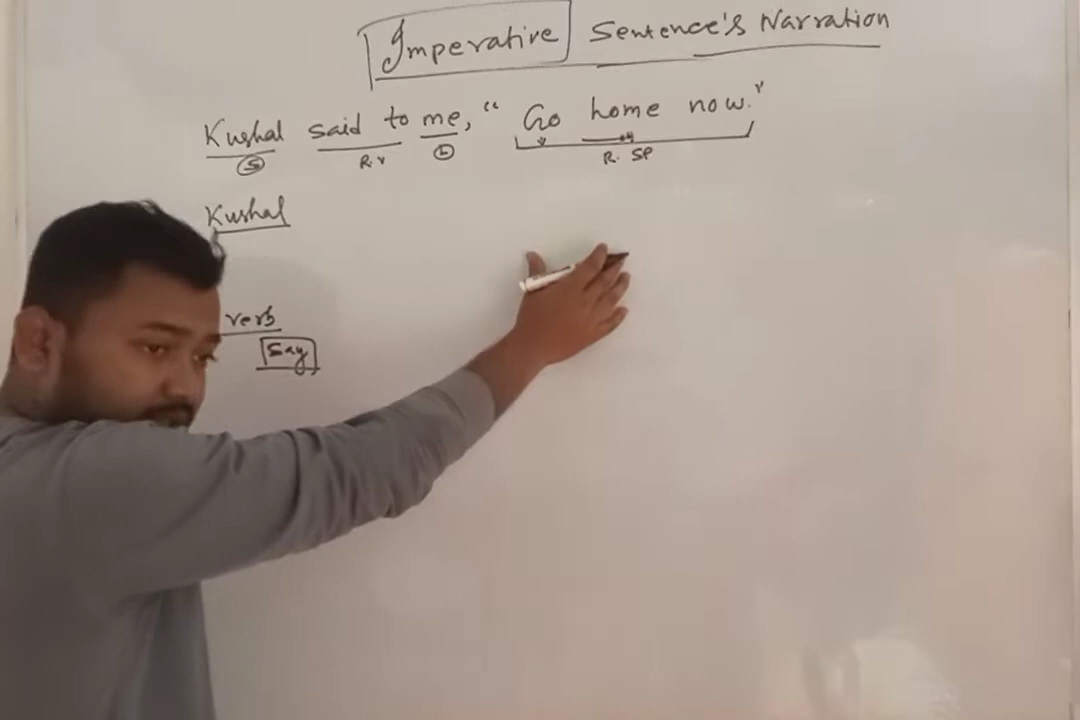 Imperative Sentence's Narration
Kushal said to me, " Go home now."
S R.v L v R. SP
Kushal
verb
Say